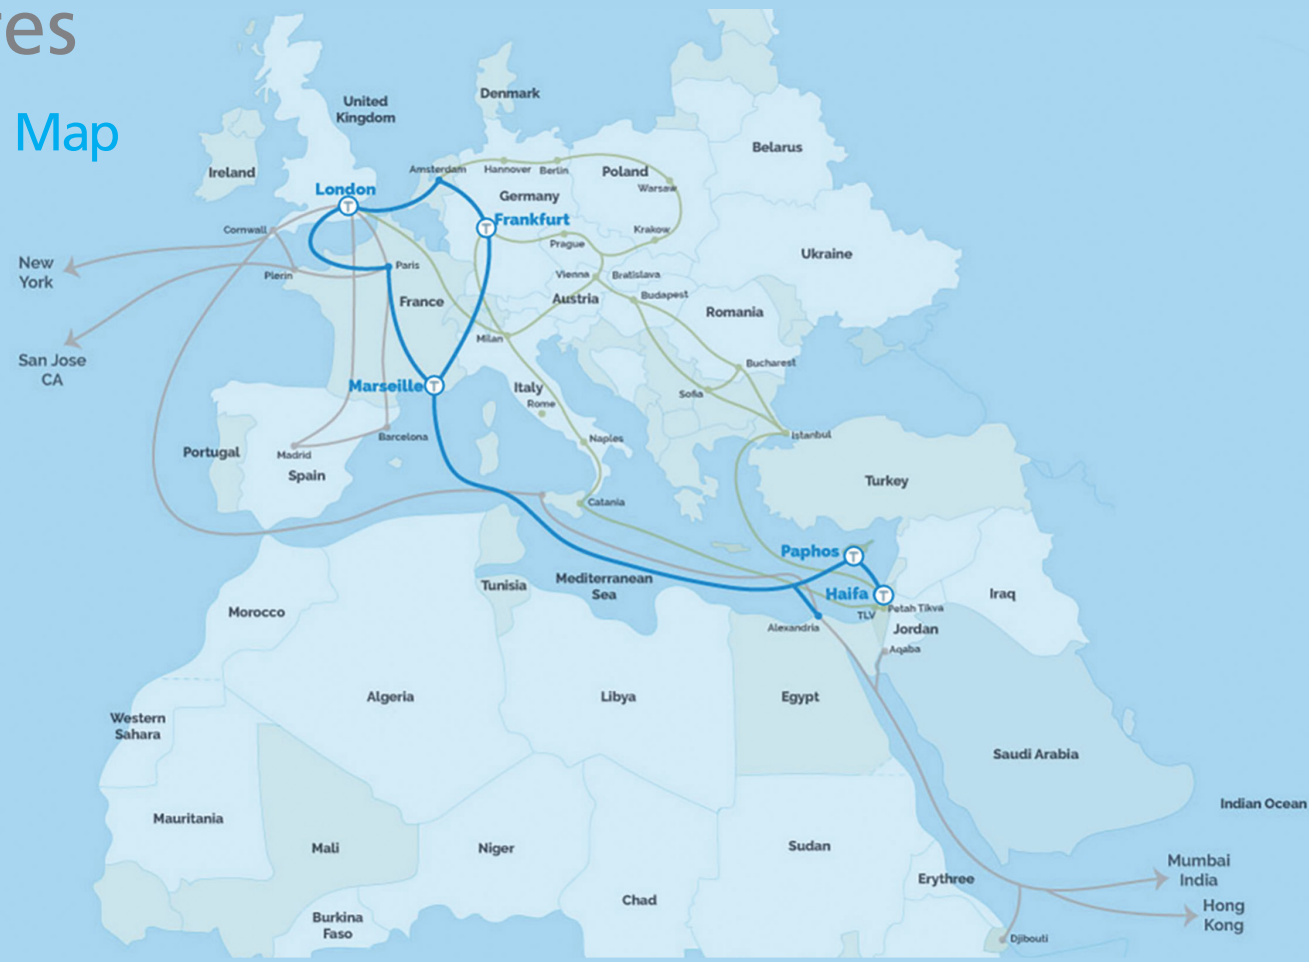 res
Map
United
Kingdom
Denmark
Belarus
Ireland
Amsterdam
Hannover
Berlin
Poland
Warsaw
London
Germany
Frankfurt
Cornwall
Prague
Krakow
Ukraine
New
York
Plerin
Paris
Vienna
Bratislava
France
Austria
Budapest
Romania
Milan
San Jose
CA
Bucharest
Marseille
Italy
Rome
Sofia
Barcelona
Istanbul
Naples
Portugal
Madrid
Spain
Turkey
Catania
Paphos
Tunisia
Mediterranean
Sea
Haifa
Iraq
Morocco
TLV
Petah Tikva
Alexandria
Jordan
Aqaba
Algeria
Libya
Egypt
Western
Sahara
Saudi Arabia
Indian Ocean
Mauritania
Mali
Niger
Sudan
Mumbai
India
Erythree
Chad
Hong
Kong
Burkina
Faso
Djibouti